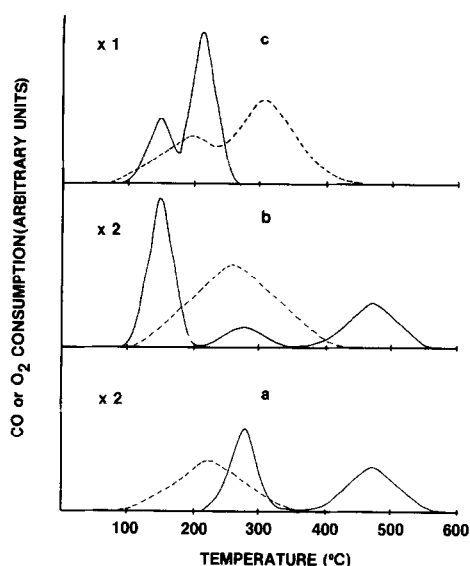 x 1
c
x 2
b
x 2
a
CO or O2 CONSUMPTION(ARBITRARY UNITS)
100 200 300 400 500 600
TEMPERATURE (°C)